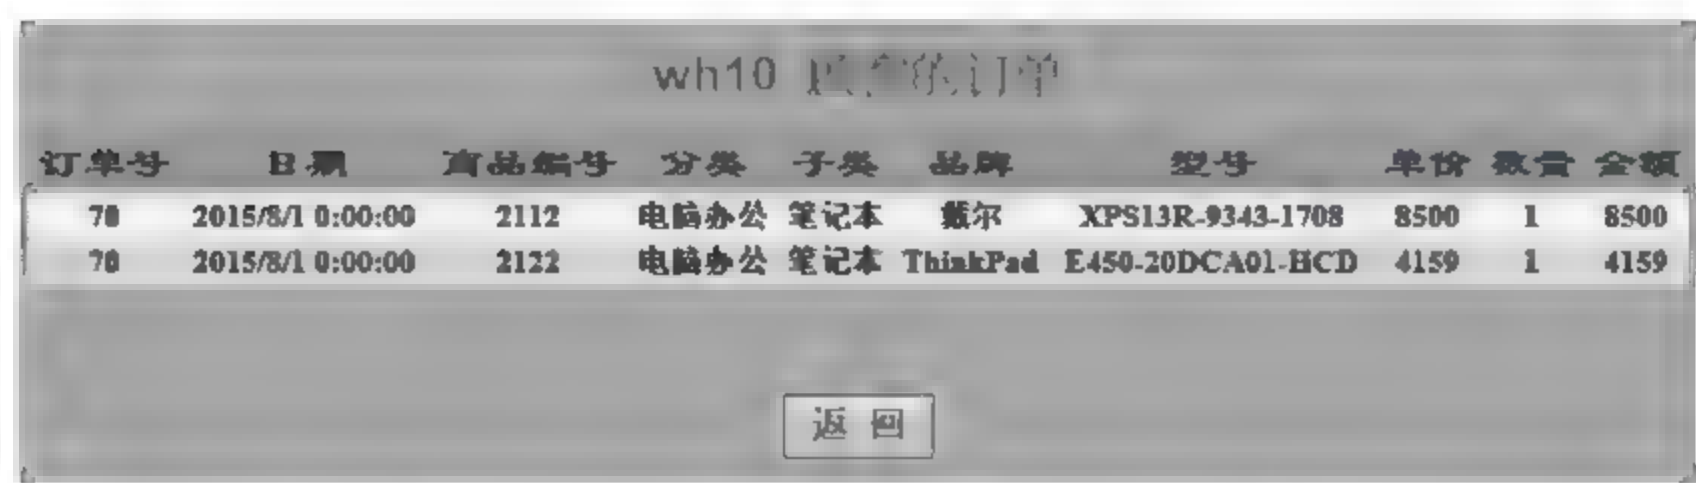 wh10 的订单
订单号 日期 商品编号 分类 子类 品牌 型号 单价 数量 金额
70 2015/8/1 0:00:00 2112 电脑办公 笔记本 戴尔 XPS13R-9343-1708 8500 1 8500
70 2015/8/1 0:00:00 2122 电脑办公 笔记本 ThinkPad E450-20DCA01-HCD 4159 1 4159
返回